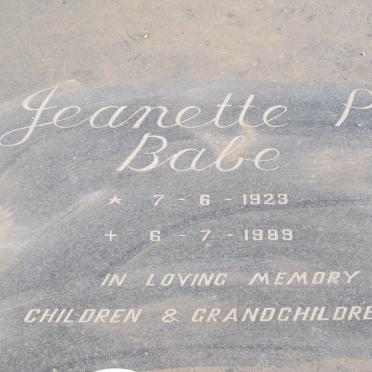 Jeanette P
Babe
★ 7 - 6 - 1923
+ 6 - 7 - 1989
IN LOVING MEMORY
CHILDREN & GRANDCHILDRE